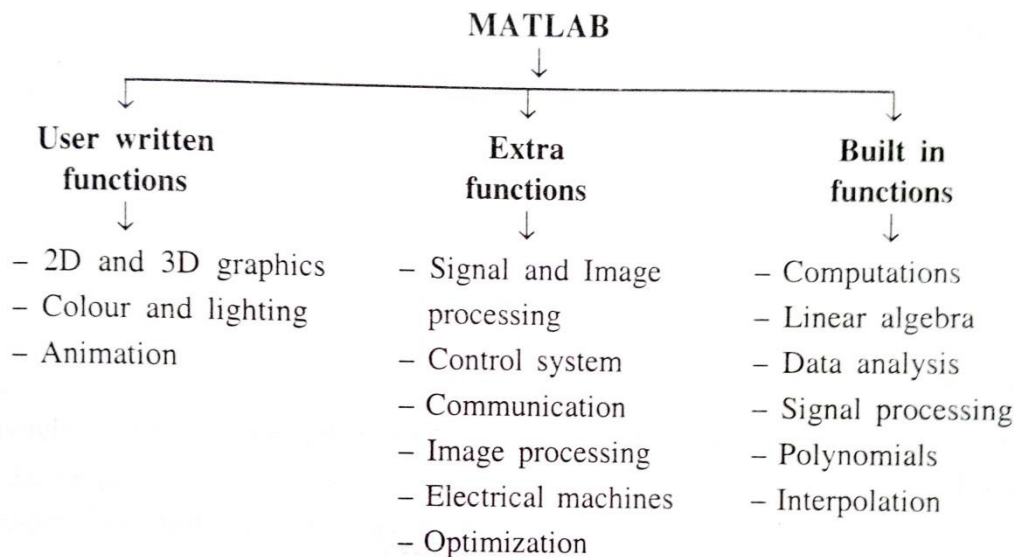 MATLAB
User written
functions
– 2D and 3D graphics
– Colour and lighting
– Animation
Extra
functions
– Signal and Image
processing
– Control system
– Communication
– Image processing
– Electrical machines
– Optimization
Built in
functions
– Computations
– Linear algebra
– Data analysis
– Signal processing
– Polynomials
– Interpolation